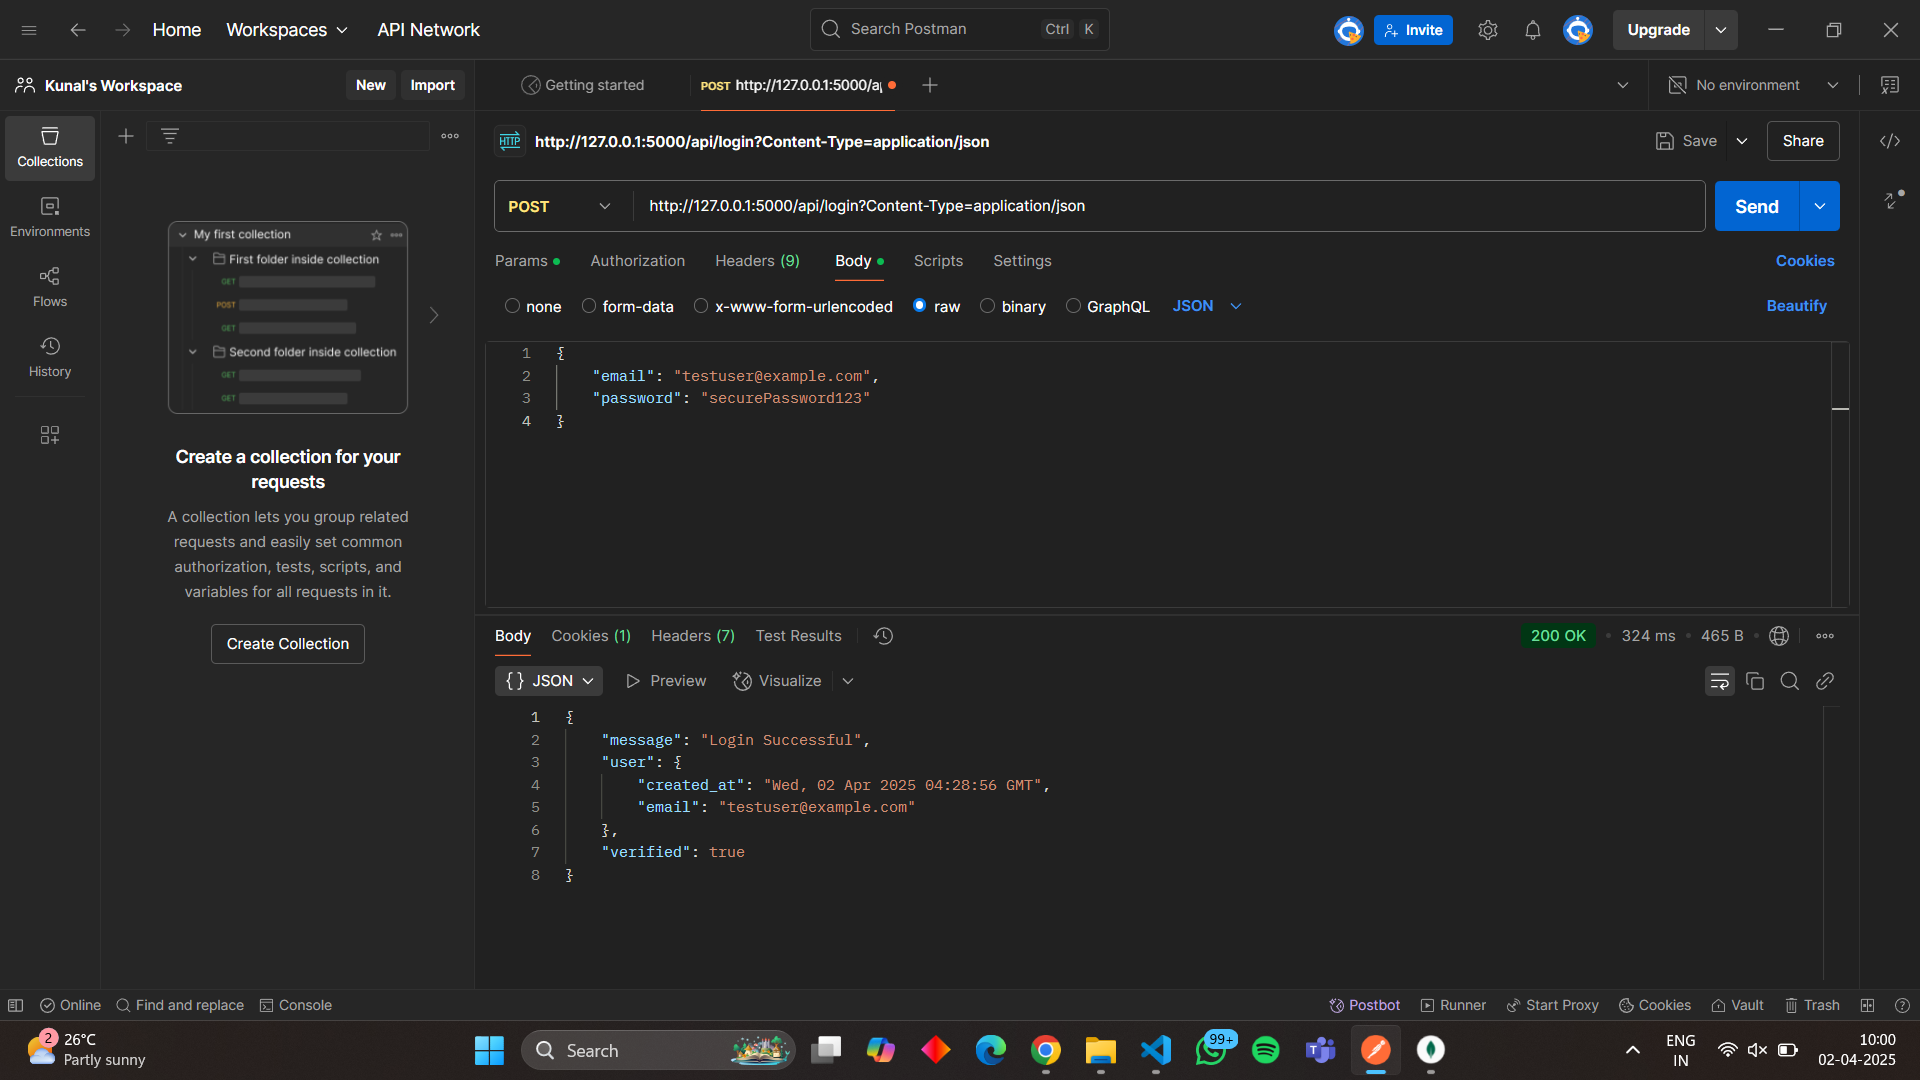 Home Workspaces API Network Search Postman Ctrl K Invite Upgrade
Kunal's Workspace New Import
Getting started POST http://127.0.0.1:5000/a No environment
http://127.0.0.1:5000/api/login?Content-Type=application/json Save Share
POST http://127.0.0.1:5000/api/login?Content-Type=application/json Send
Params Authorization Headers (9) Body Scripts Settings Cookies
none form-data x-www-form-urlencoded raw binary GraphQL JSON Beautify
1 {
2 "email": "testuser@example.com",
3 "password": "securePassword123"
4 }
Collections
Environments
Flows
History
My first collection
First folder inside collection
GET
POST
GET
Second folder inside collection
GET
GET
Create a collection for your
requests
A collection lets you group related
requests and easily set common
authorization, tests, scripts, and
variables for all requests in it.
Create Collection
Body Cookies (1) Headers (7) Test Results 200 OK 324 ms 465 B
{} JSON Preview Visualize
1 {
2 "message": "Login Successful",
3 "user": {
4 "created_at": "Wed, 02 Apr 2025 04:28:56 GMT",
5 "email": "testuser@example.com"
6 },
7 "verified": true
8 }
Online Find and replace Console Postbot Runner Start Proxy Cookies Vault Trash
2 26°C
Partly sunny
Search
99+
ENG
IN
10:00
02-04-2025